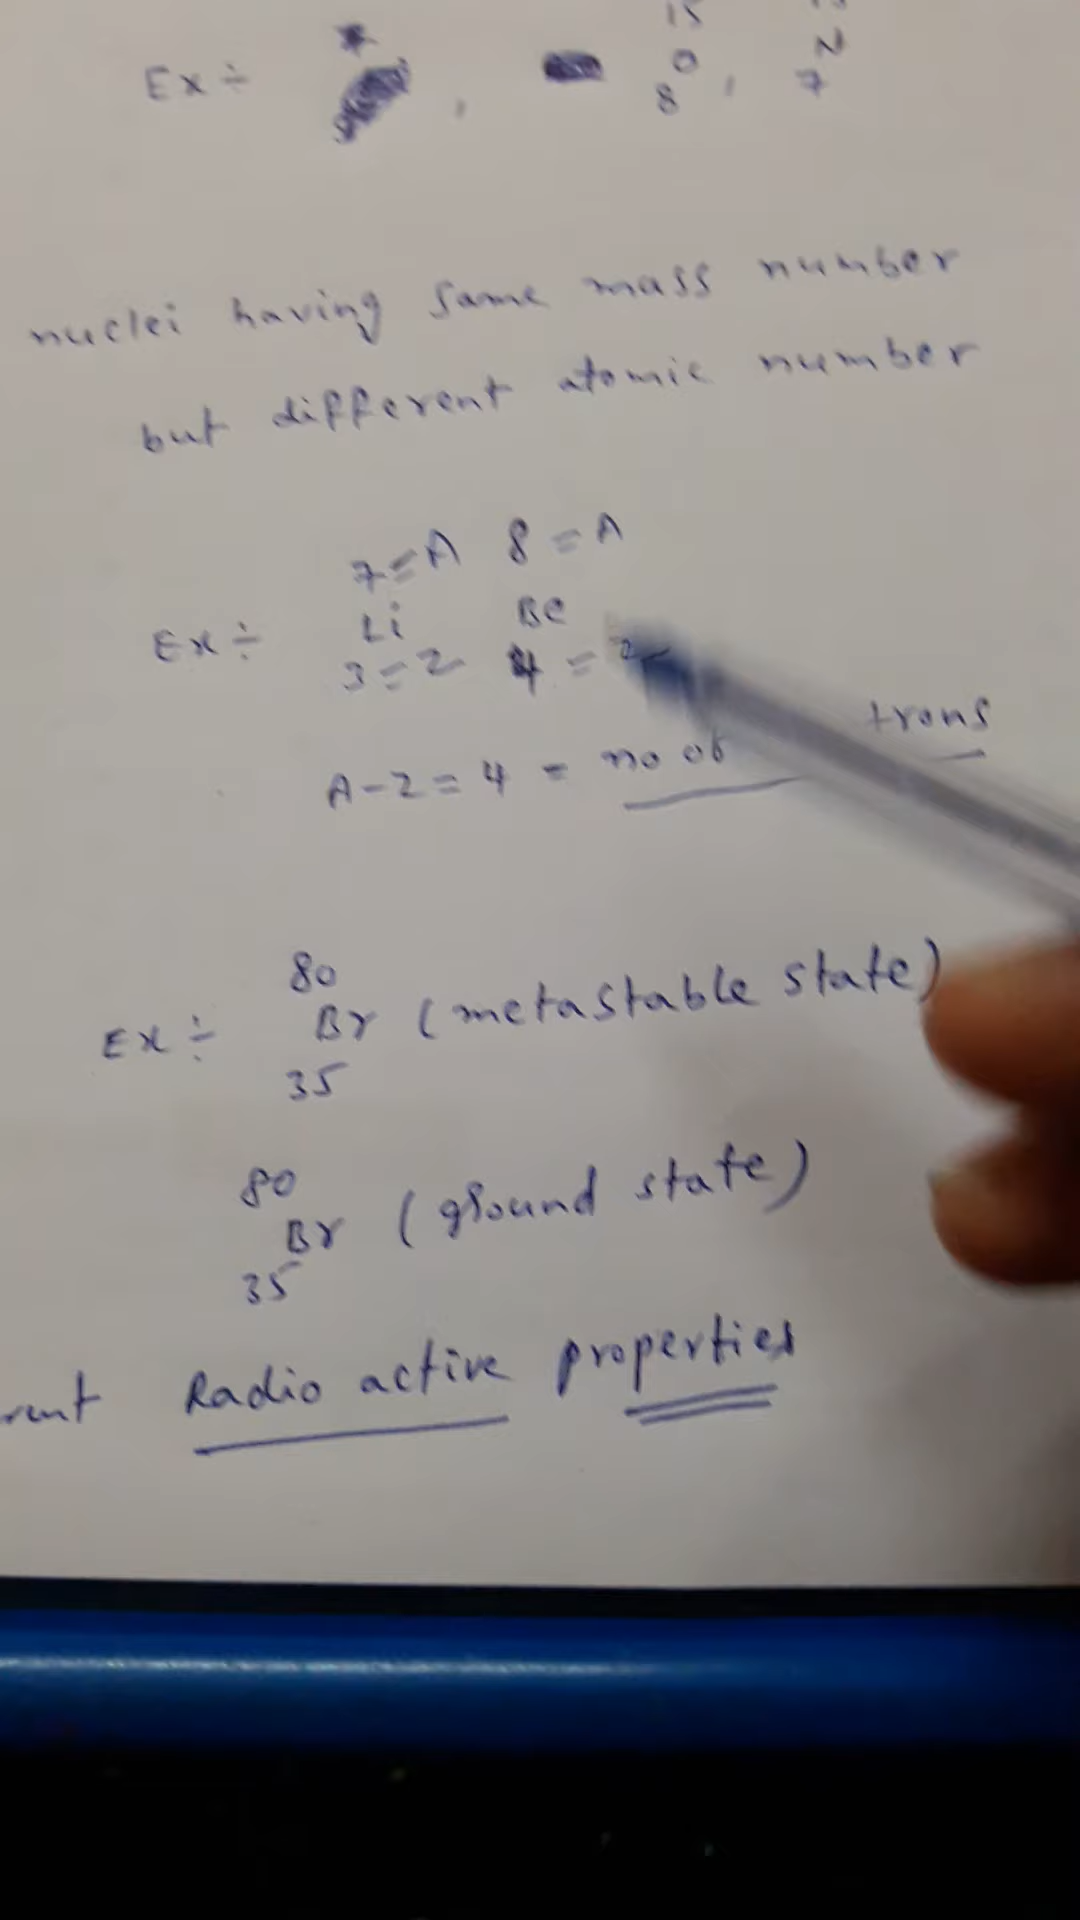 15
Ex ÷ , O , N
8 7
nuclei having same mass number
but different atomic number
7=A 8=A
Ex ÷ Li Be
3=Z 4=Z
A-Z=4 = no of trons
80
Ex ÷ Br (metastable state)
35
80
Br (ground state)
35
rent Radio active properties